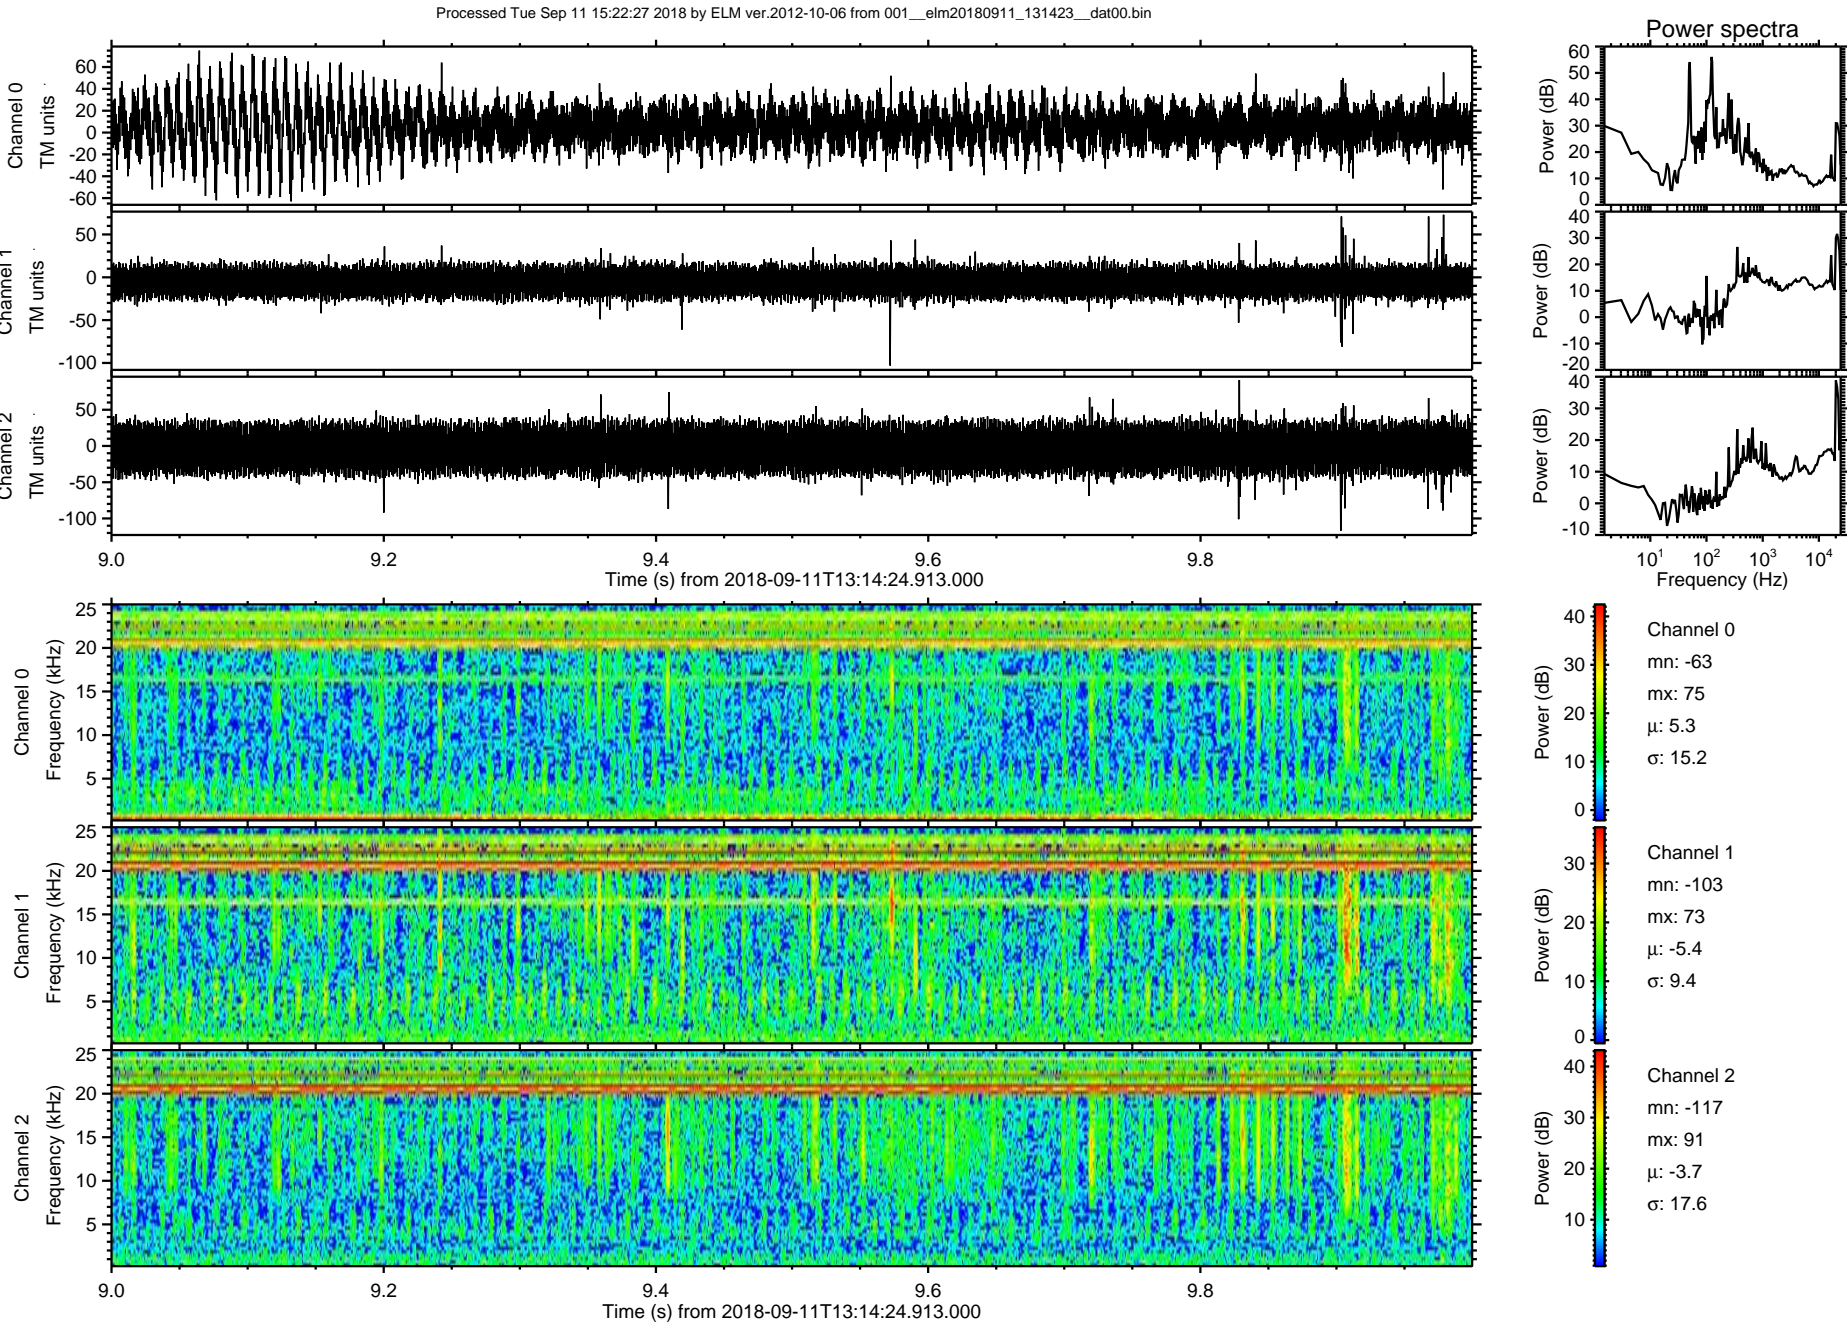 Processed Tue Sep 11 15:22:27 2018 by ELM ver.2012-10-06 from 001__elm20180911_131423__dat00.bin
Power spectra
Channel 0
TM units
60
40
20
0
-20
-40
-60
Power (dB)
60
50
40
30
20
10
0
Channel 1
TM units
50
0
-50
-100
Power (dB)
40
30
20
10
0
-10
-20
Channel 2
TM units
50
0
-50
-100
Power (dB)
40
30
20
10
0
-10
9.0 9.2 9.4 9.6 9.8
Time (s) from 2018-09-11T13:14:24.913.000
10¹ 10² 10³ 10⁴
Frequency (Hz)
Channel 0
Frequency (kHz)
25
20
15
10
5
Power (dB)
40
30
20
10
0
Channel 0
mn: -63
mx: 75
μ: 5.3
σ: 15.2
Channel 1
Frequency (kHz)
25
20
15
10
5
Power (dB)
30
20
10
0
Channel 1
mn: -103
mx: 73
μ: -5.4
σ: 9.4
Channel 2
Frequency (kHz)
25
20
15
10
5
Power (dB)
40
30
20
10
Channel 2
mn: -117
mx: 91
μ: -3.7
σ: 17.6
9.0 9.2 9.4 9.6 9.8
Time (s) from 2018-09-11T13:14:24.913.000